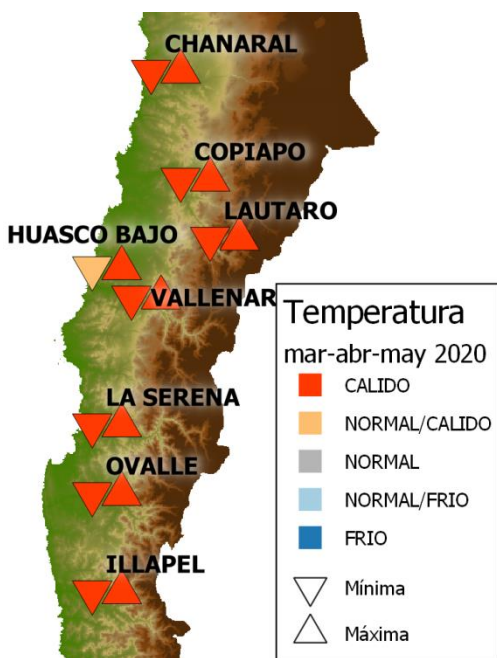 CHANARAL
COPIAPO
LAUTARO
HUASCO BAJO
VALLENAR
LA SERENA
OVALLE
ILLAPEL
Temperatura
mar-abr-may 2020
CALIDO
NORMAL/CALIDO
NORMAL
NORMAL/FRIO
FRIO
Mínima
Máxima